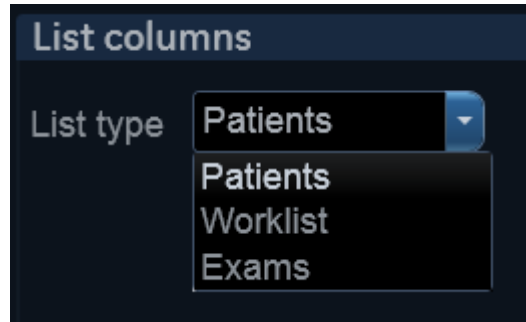 List columns
List type Patients
Patients
Worklist
Exams